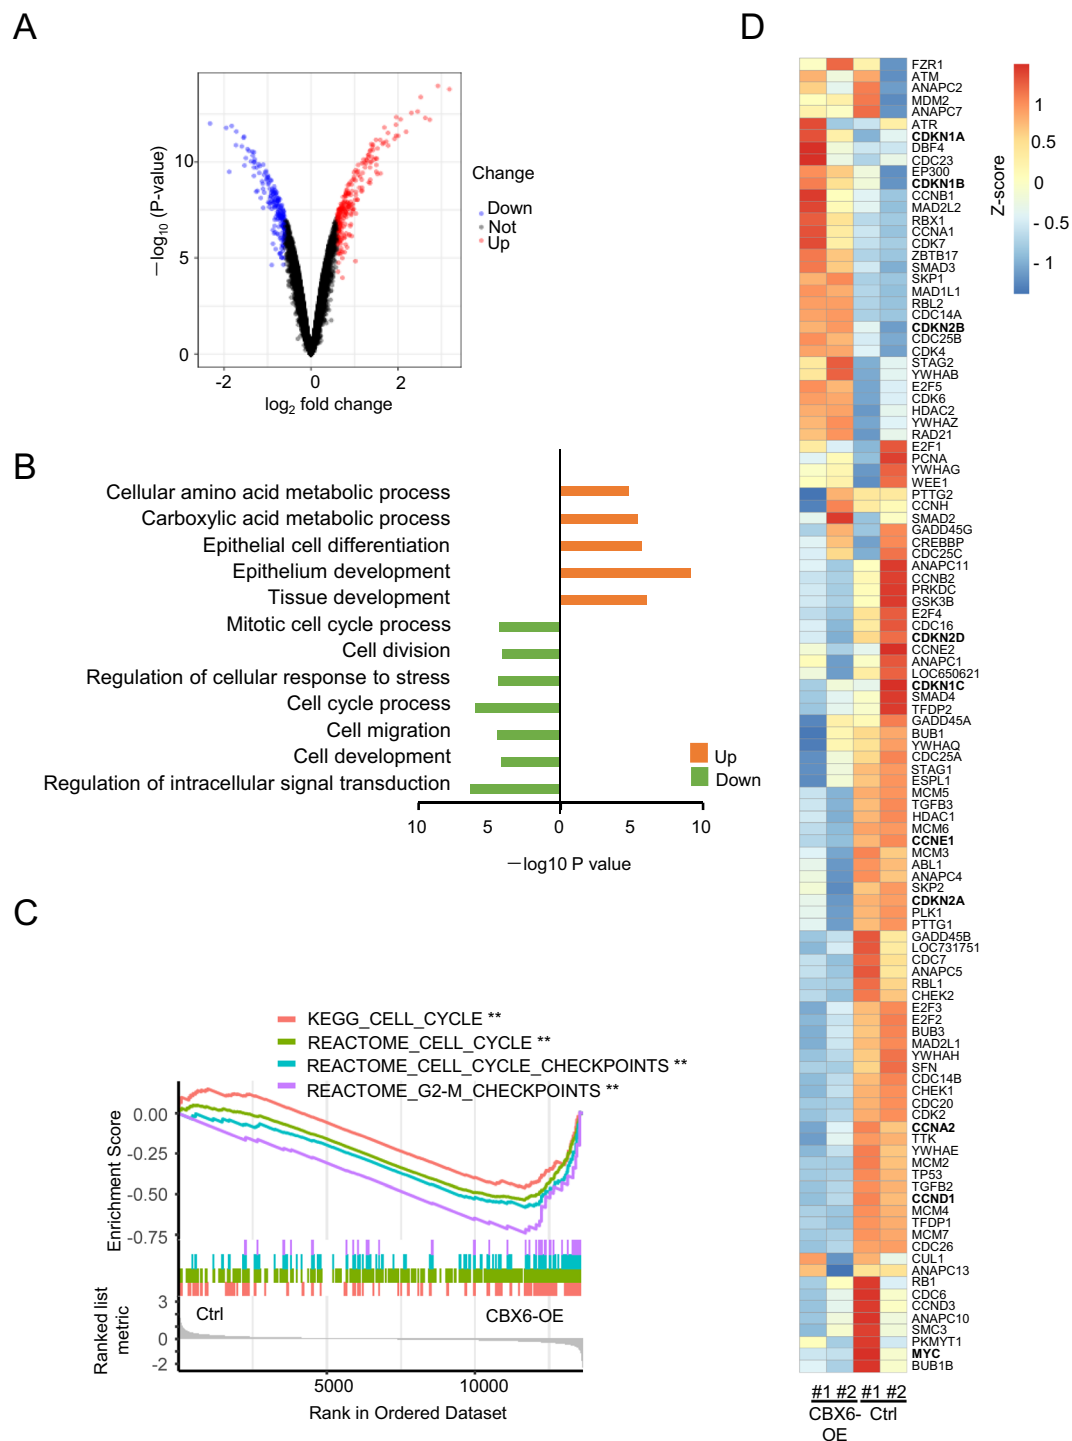 A
10
5
0
-2
0
2
−log10 (P-value)
log2 fold change
Change
Down
Not
Up
B
Cellular amino acid metabolic process
Carboxylic acid metabolic process
Epithelial cell differentiation
Epithelium development
Tissue development
Mitotic cell cycle process
Cell division
Regulation of cellular response to stress
Cell cycle process
Cell migration
Cell development
Regulation of intracellular signal transduction
Up
Down
10 5 0 5 10
−log10 P value
C
KEGG_CELL_CYCLE **
REACTOME_CELL_CYCLE **
REACTOME_CELL_CYCLE_CHECKPOINTS **
REACTOME_G2-M_CHECKPOINTS **
0.00
-0.25
-0.50
-0.75
Enrichment Score
3
0
-2
Ranked list
metric
Ctrl
CBX6-OE
5000 10000
Rank in Ordered Dataset
D
FZR1
ATM
ANAPC2
MDM2
ANAPC7
ATR
CDKN1A
DBF4
CDC23
EP300
CDKN1B
CCNB1
MAD2L2
RBX1
CCNA1
CDK7
ZBTB17
SMAD3
SKP1
MAD1L1
RBL2
CDC14A
CDKN2B
CDC25B
CDK4
STAG2
YWHAB
E2F5
CDK6
HDAC2
YWHAZ
RAD21
E2F1
PCNA
YWHAG
WEE1
PTTG2
CCNH
SMAD2
GADD45G
CREBBP
CDC25C
ANAPC11
CCNB2
PRKDC
GSK3B
E2F4
CDC16
CDKN2D
CCNE2
ANAPC1
LOC650621
CDKN1C
SMAD4
TFDP2
GADD45A
BUB1
YWHAQ
CDC25A
STAG1
ESPL1
MCM5
TGFB3
HDAC1
MCM6
CCNE1
MCM3
ABL1
ANAPC4
SKP2
CDKN2A
PLK1
PTTG1
GADD45B
LOC731751
CDC7
ANAPC5
RBL1
CHEK2
E2F3
E2F2
BUB3
MAD2L1
YWHAH
SFN
CDC14B
CHEK1
CDC20
CDK2
CCNA2
TTK
YWHAE
MCM2
TP53
TGFB2
CCND1
MCM4
TFDP1
MCM7
CDC26
CUL1
ANAPC13
RB1
CDC6
CCND3
ANAPC10
SMC3
PKMYT1
MYC
BUB1B
#1 #2 #1 #2
CBX6-
OE
Ctrl
Z-score
1
0.5
0
- 0.5
- 1